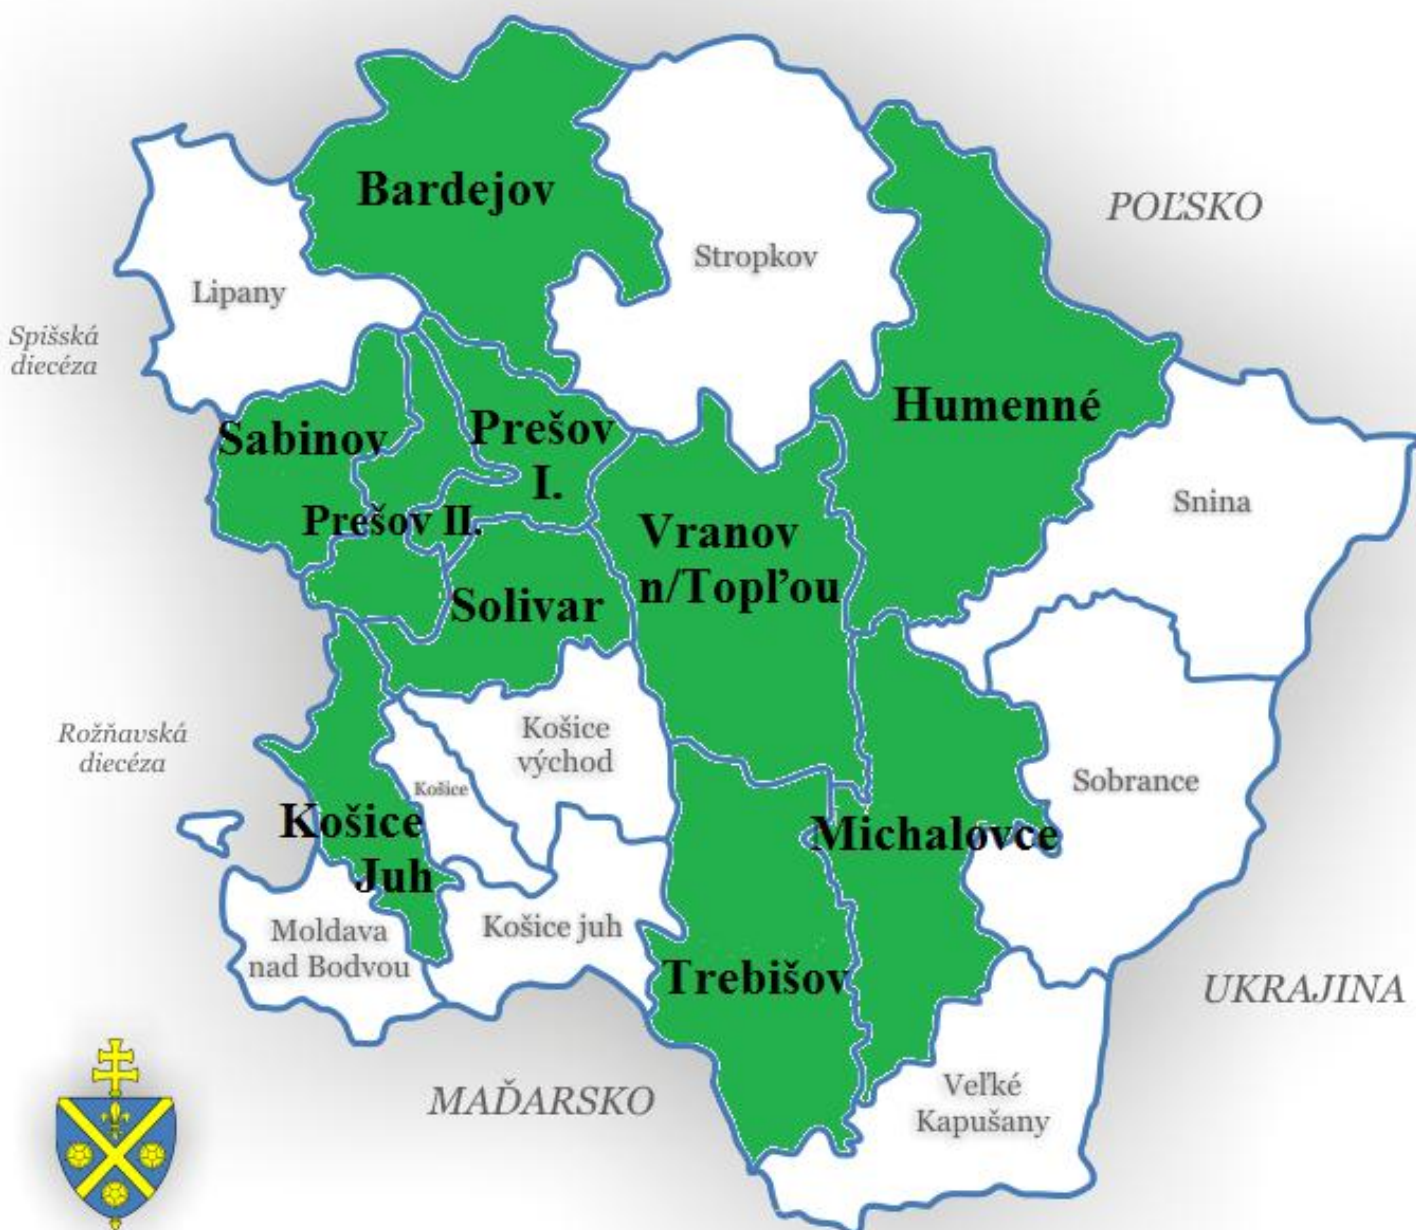 Bardejov
POĽSKO
Stropkov
Lipany
Spišská
diecéza
Humenné
Prešov
I.
Sabinov
Snina
Prešov II.
Vranov
n/Topľou
Solivar
Rožňavská
diecéza
Košice
východ
Košice
Sobrance
Košice
Juh
Michalovce
Moldava
nad Bodvou
Košice juh
Trebišov
UKRAJINA
MAĎARSKO
Veľké
Kapušany